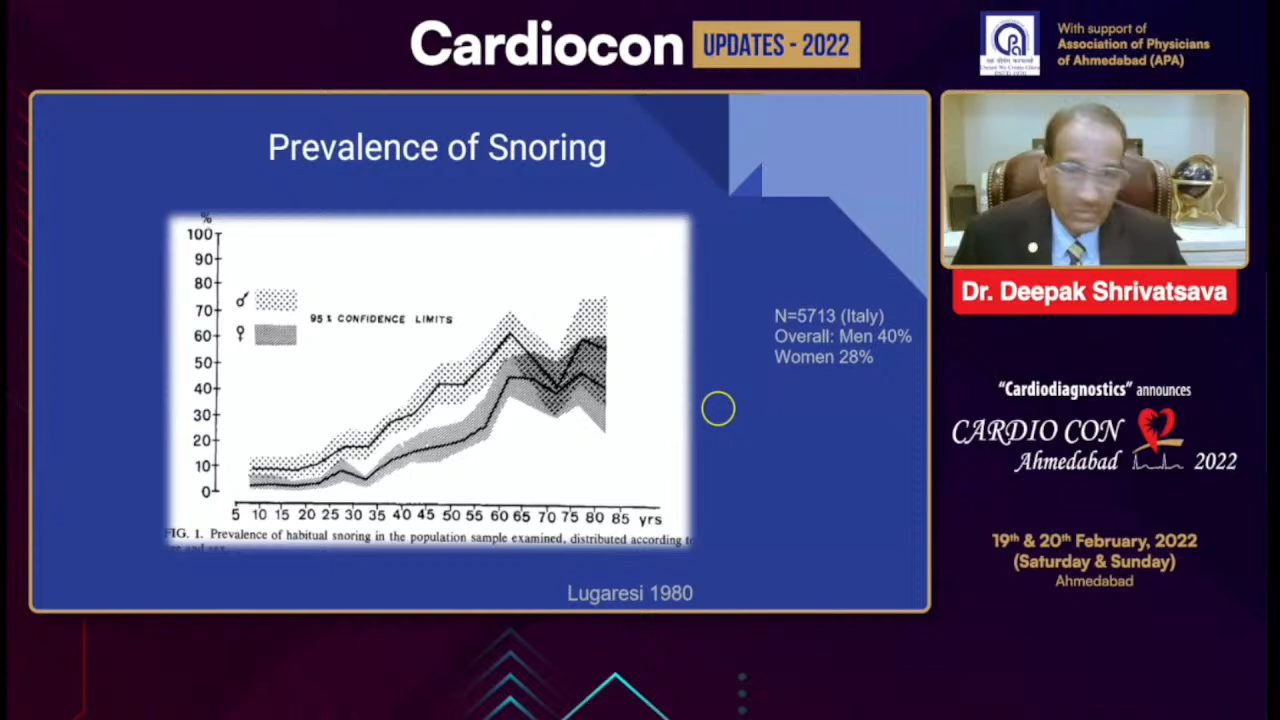 Cardiocon UPDATES - 2022
With support of
Association of Physicians
of Ahmedabad (APA)
Prevalence of Snoring
%
100
90
80
70
60
50
40
30
20
10
0
♂
♀
95 % CONFIDENCE LIMITS
5 10 15 20 25 30 35 40 45 50 55 60 65 70 75 80 85 yrs
FIG. 1. Prevalence of habitual snoring in the population sample examined, distributed according
N=5713 (Italy)
Overall: Men 40%
Women 28%
Lugaresi 1980
Dr. Deepak Shrivatsava
“Cardiodiagnostics” announces
CARDIO CON
Ahmedabad 2022
19th & 20th February, 2022
(Saturday & Sunday)
Ahmedabad